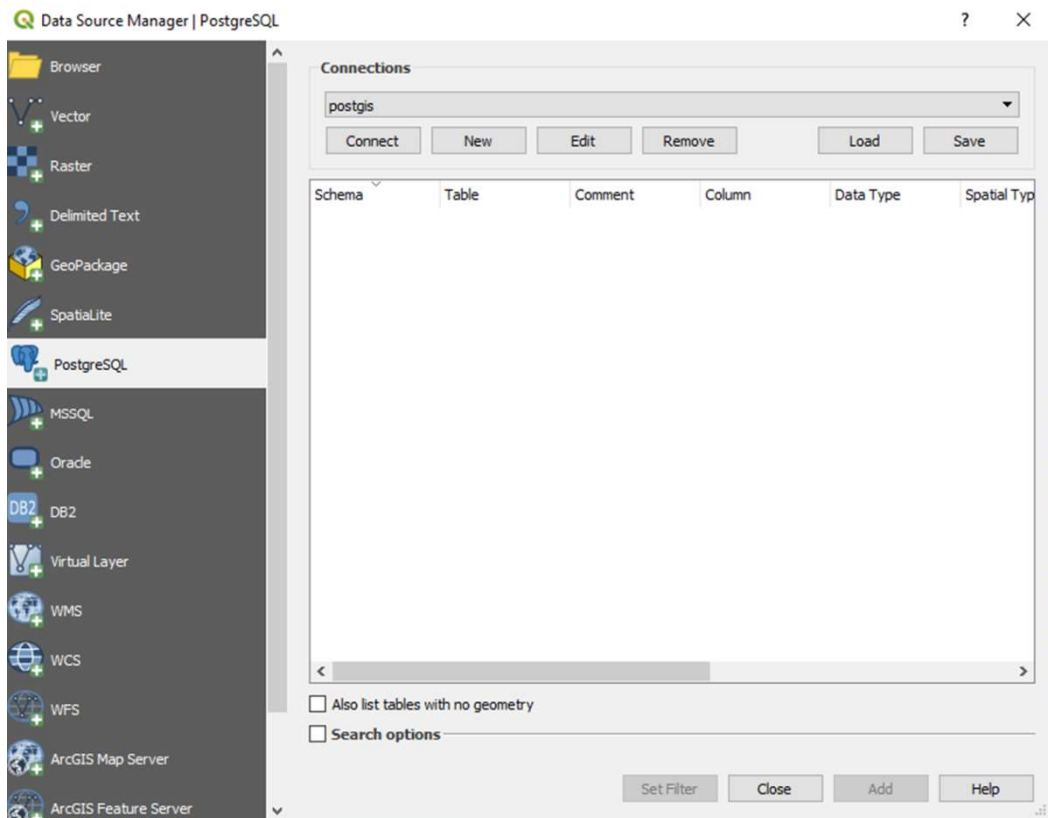 Data Source Manager | PostgreSQL
?
Browser
Vector
Raster
Delimited Text
GeoPackage
SpatiaLite
PostgreSQL
MSSQL
Oracle
DB2
DB2
Virtual Layer
WMS
WCS
WFS
ArcGIS Map Server
ArcGIS Feature Server
Connections
postgis
Connect New Edit Remove Load Save
Schema Table Comment Column Data Type Spatial Typ
Also list tables with no geometry
Search options
Set Filter Close Add Help